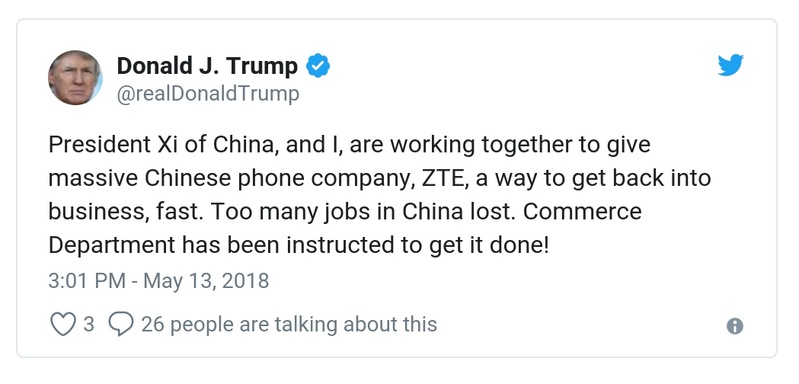 Donald J. Trump
@realDonaldTrump
President Xi of China, and I, are working together to give
massive Chinese phone company, ZTE, a way to get back into
business, fast. Too many jobs in China lost. Commerce
Department has been instructed to get it done!
3:01 PM - May 13, 2018
3 26 people are talking about this